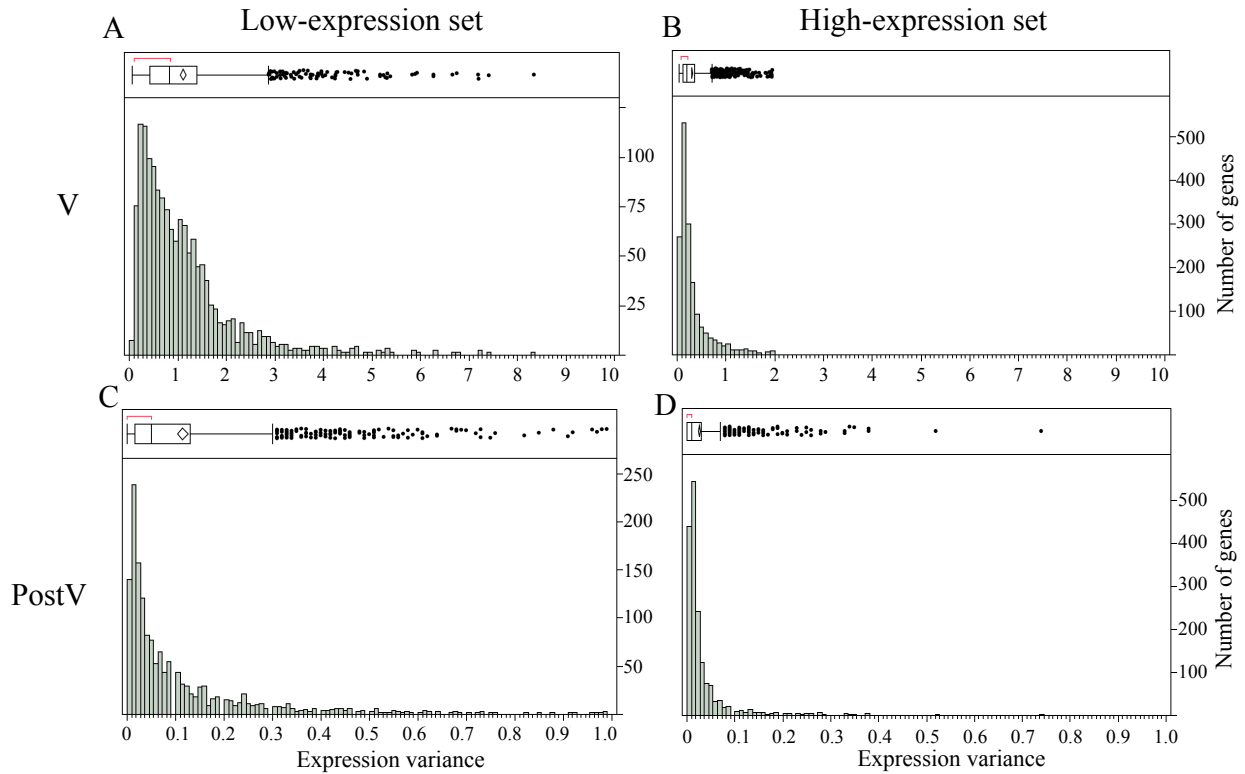 A
Low-expression set
B
High-expression set
V
100
75
50
25
0 1 2 3 4 5 6 7 8 9 10
500
400
300
200
100
Number of genes
0 1 2 3 4 5 6 7 8 9 10
C
D
PostV
250
200
150
100
50
0 0.1 0.2 0.3 0.4 0.5 0.6 0.7 0.8 0.9 1.0
Expression variance
500
400
300
200
100
Number of genes
0 0.1 0.2 0.3 0.4 0.5 0.6 0.7 0.8 0.9 1.0
Expression variance